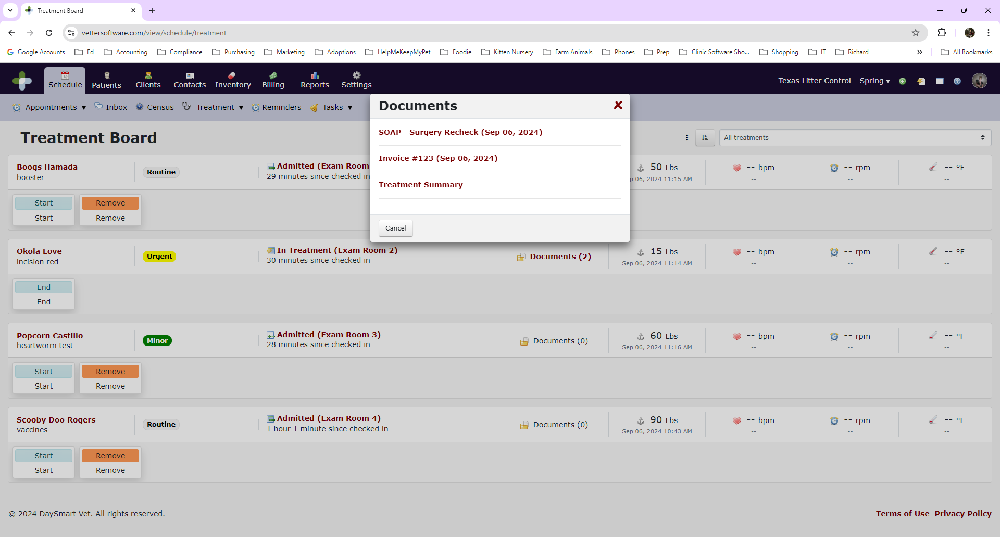 Treatment Board
vettersoftware.com/view/schedule/treatment
Google Accounts Ed Accounting Compliance Purchasing Marketing Adoptions HelpMeKeepMyPet Foodie Kitten Nursery Farm Animals Phones Prep Clinic Software Sho... Shopping IT Richard » All Bookmarks
Schedule Patients Clients Contacts Inventory Billing Reports Settings
Texas Litter Control - Spring
Appointments Inbox Census Treatment Reminders Tasks
Documents
SOAP - Surgery Recheck (Sep 06, 2024)
Invoice #123 (Sep 06, 2024)
Treatment Summary
Cancel
Treatment Board
All treatments
Boogs Hamada
booster
Routine
Admitted (Exam Room
29 minutes since checked in
50 Lbs
06, 2024 11:15 AM
-- bpm
--
-- rpm
--
-- °F
--
Start Remove
Start Remove
Okola Love
incision red
Urgent
In Treatment (Exam Room 2)
30 minutes since checked in
Documents (2)
15 Lbs
Sep 06, 2024 11:14 AM
-- bpm
--
-- rpm
--
-- °F
--
End
End
Popcorn Castillo
heartworm test
Minor
Admitted (Exam Room 3)
28 minutes since checked in
Documents (0)
60 Lbs
Sep 06, 2024 11:16 AM
-- bpm
--
-- rpm
--
-- °F
--
Start Remove
Start Remove
Scooby Doo Rogers
vaccines
Routine
Admitted (Exam Room 4)
1 hour 1 minute since checked in
Documents (0)
90 Lbs
Sep 06, 2024 10:43 AM
-- bpm
--
-- rpm
--
-- °F
--
Start Remove
Start Remove
© 2024 DaySmart Vet. All rights reserved.
Terms of Use Privacy Policy